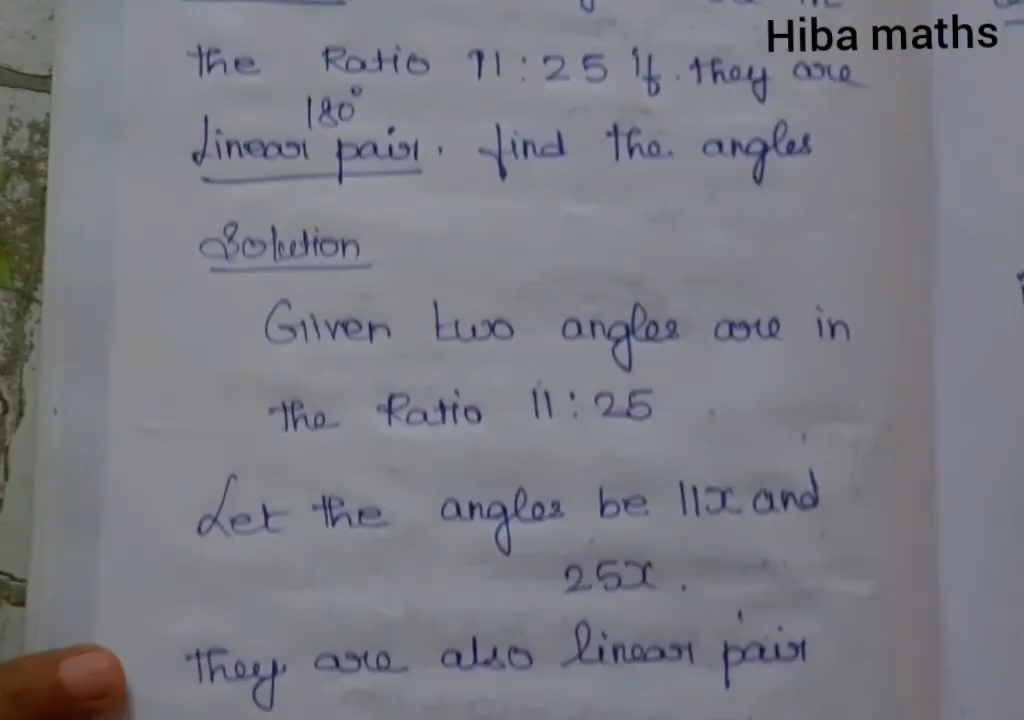 Hiba maths
the Ratio 11:25 if they are
180°
Linear pair. find the angles
Solution
Given two angles are in
the Ratio 11:25
Let the angles be 11x and
25x.
they are also linear pair